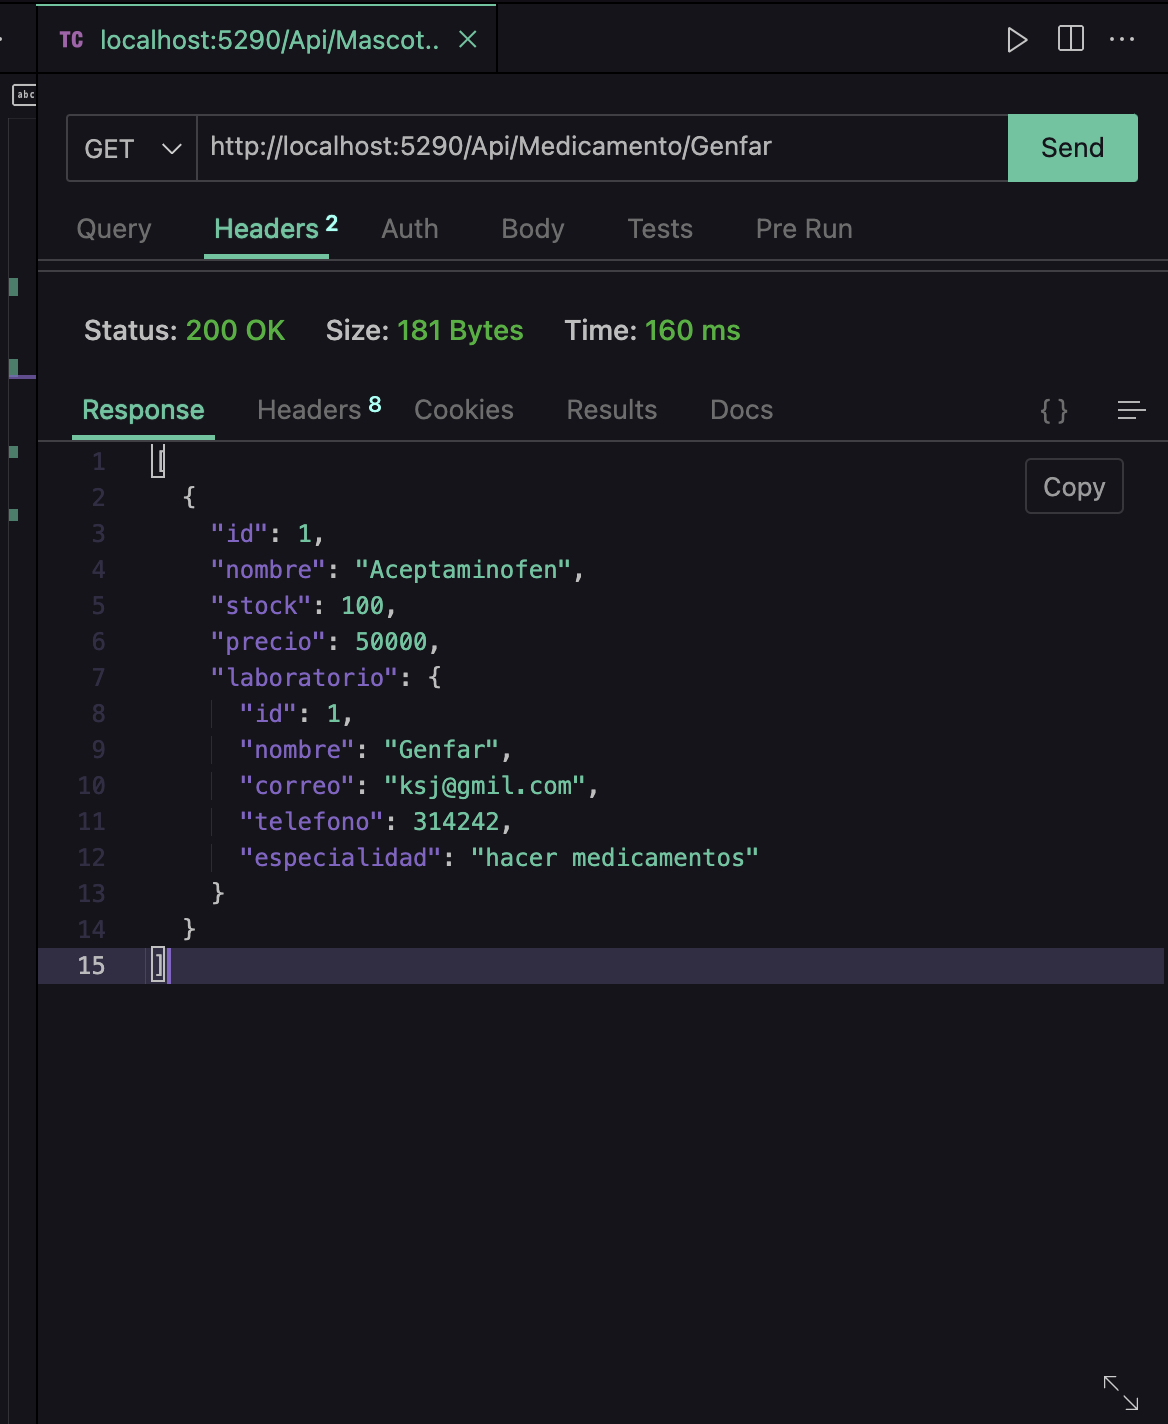 TC localhost:5290/Api/Mascot..
abc
GET http://localhost:5290/Api/Medicamento/Genfar Send
Query Headers 2 Auth Body Tests Pre Run
Status: 200 OK Size: 181 Bytes Time: 160 ms
Response Headers 8 Cookies Results Docs { }
Copy
1 [
2 {
3 "id": 1,
4 "nombre": "Aceptaminofen",
5 "stock": 100,
6 "precio": 50000,
7 "laboratorio": {
8 "id": 1,
9 "nombre": "Genfar",
10 "correo": "ksj@gmil.com",
11 "telefono": 314242,
12 "especialidad": "hacer medicamentos"
13 }
14 }
15 ]